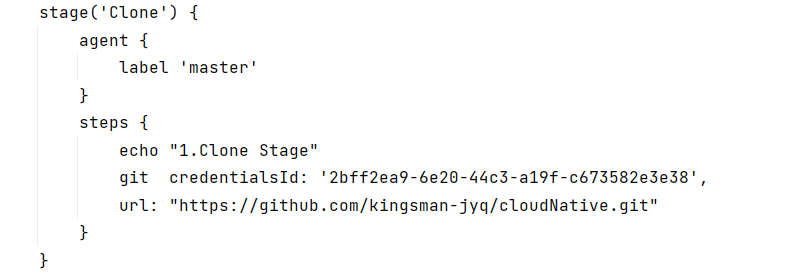 stage('Clone') {
    agent {
        label 'master'
    }
    steps {
        echo "1.Clone Stage"
        git  credentialsId: '2bff2ea9-6e20-44c3-a19f-c673582e3e38',
        url: "https://github.com/kingsman-jyq/cloudNative.git"
    }
}